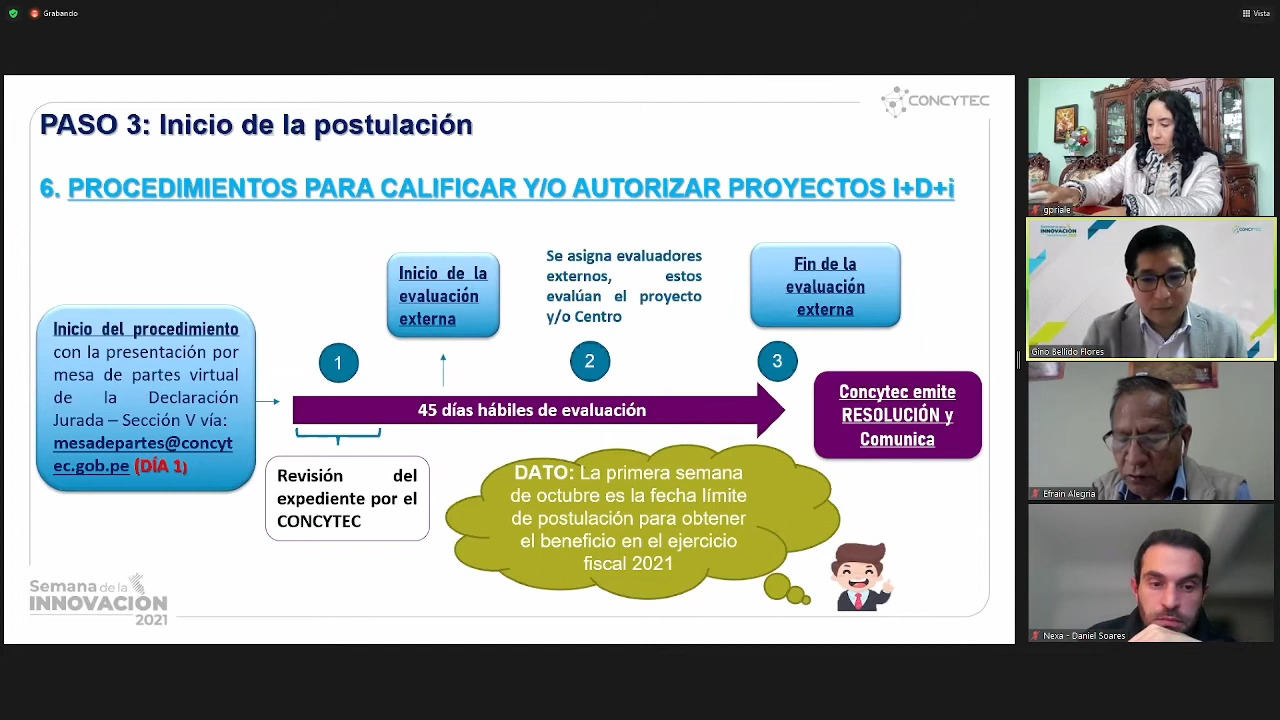 Grabando
Vista
CONCYTEC
PASO 3: Inicio de la postulación
6. PROCEDIMIENTOS PARA CALIFICAR Y/O AUTORIZAR PROYECTOS I+D+i
Inicio del procedimiento
con la presentación por
mesa de partes virtual
de la Declaración
Jurada – Sección V vía:
mesadepartes@concyt
ec.gob.pe (DÍA 1)
1
Inicio de la
evaluación
externa
Se asigna evaluadores
externos, estos
evalúan el proyecto
y/o Centro
2
Fin de la
evaluación
externa
3
45 días hábiles de evaluación
Concytec emite
RESOLUCIÓN y
Comunica
Revisión del
expediente por el
CONCYTEC
DATO: La primera semana
de octubre es la fecha límite
de postulación para obtener
el beneficio en el ejercicio
fiscal 2021
Semana de la
INNOVACIÓN
2021
gpriale
INNOVACIÓN
CONCYTEC
Gino Bellido Flores
Efrain Alegria
Nexa - Daniel Soares